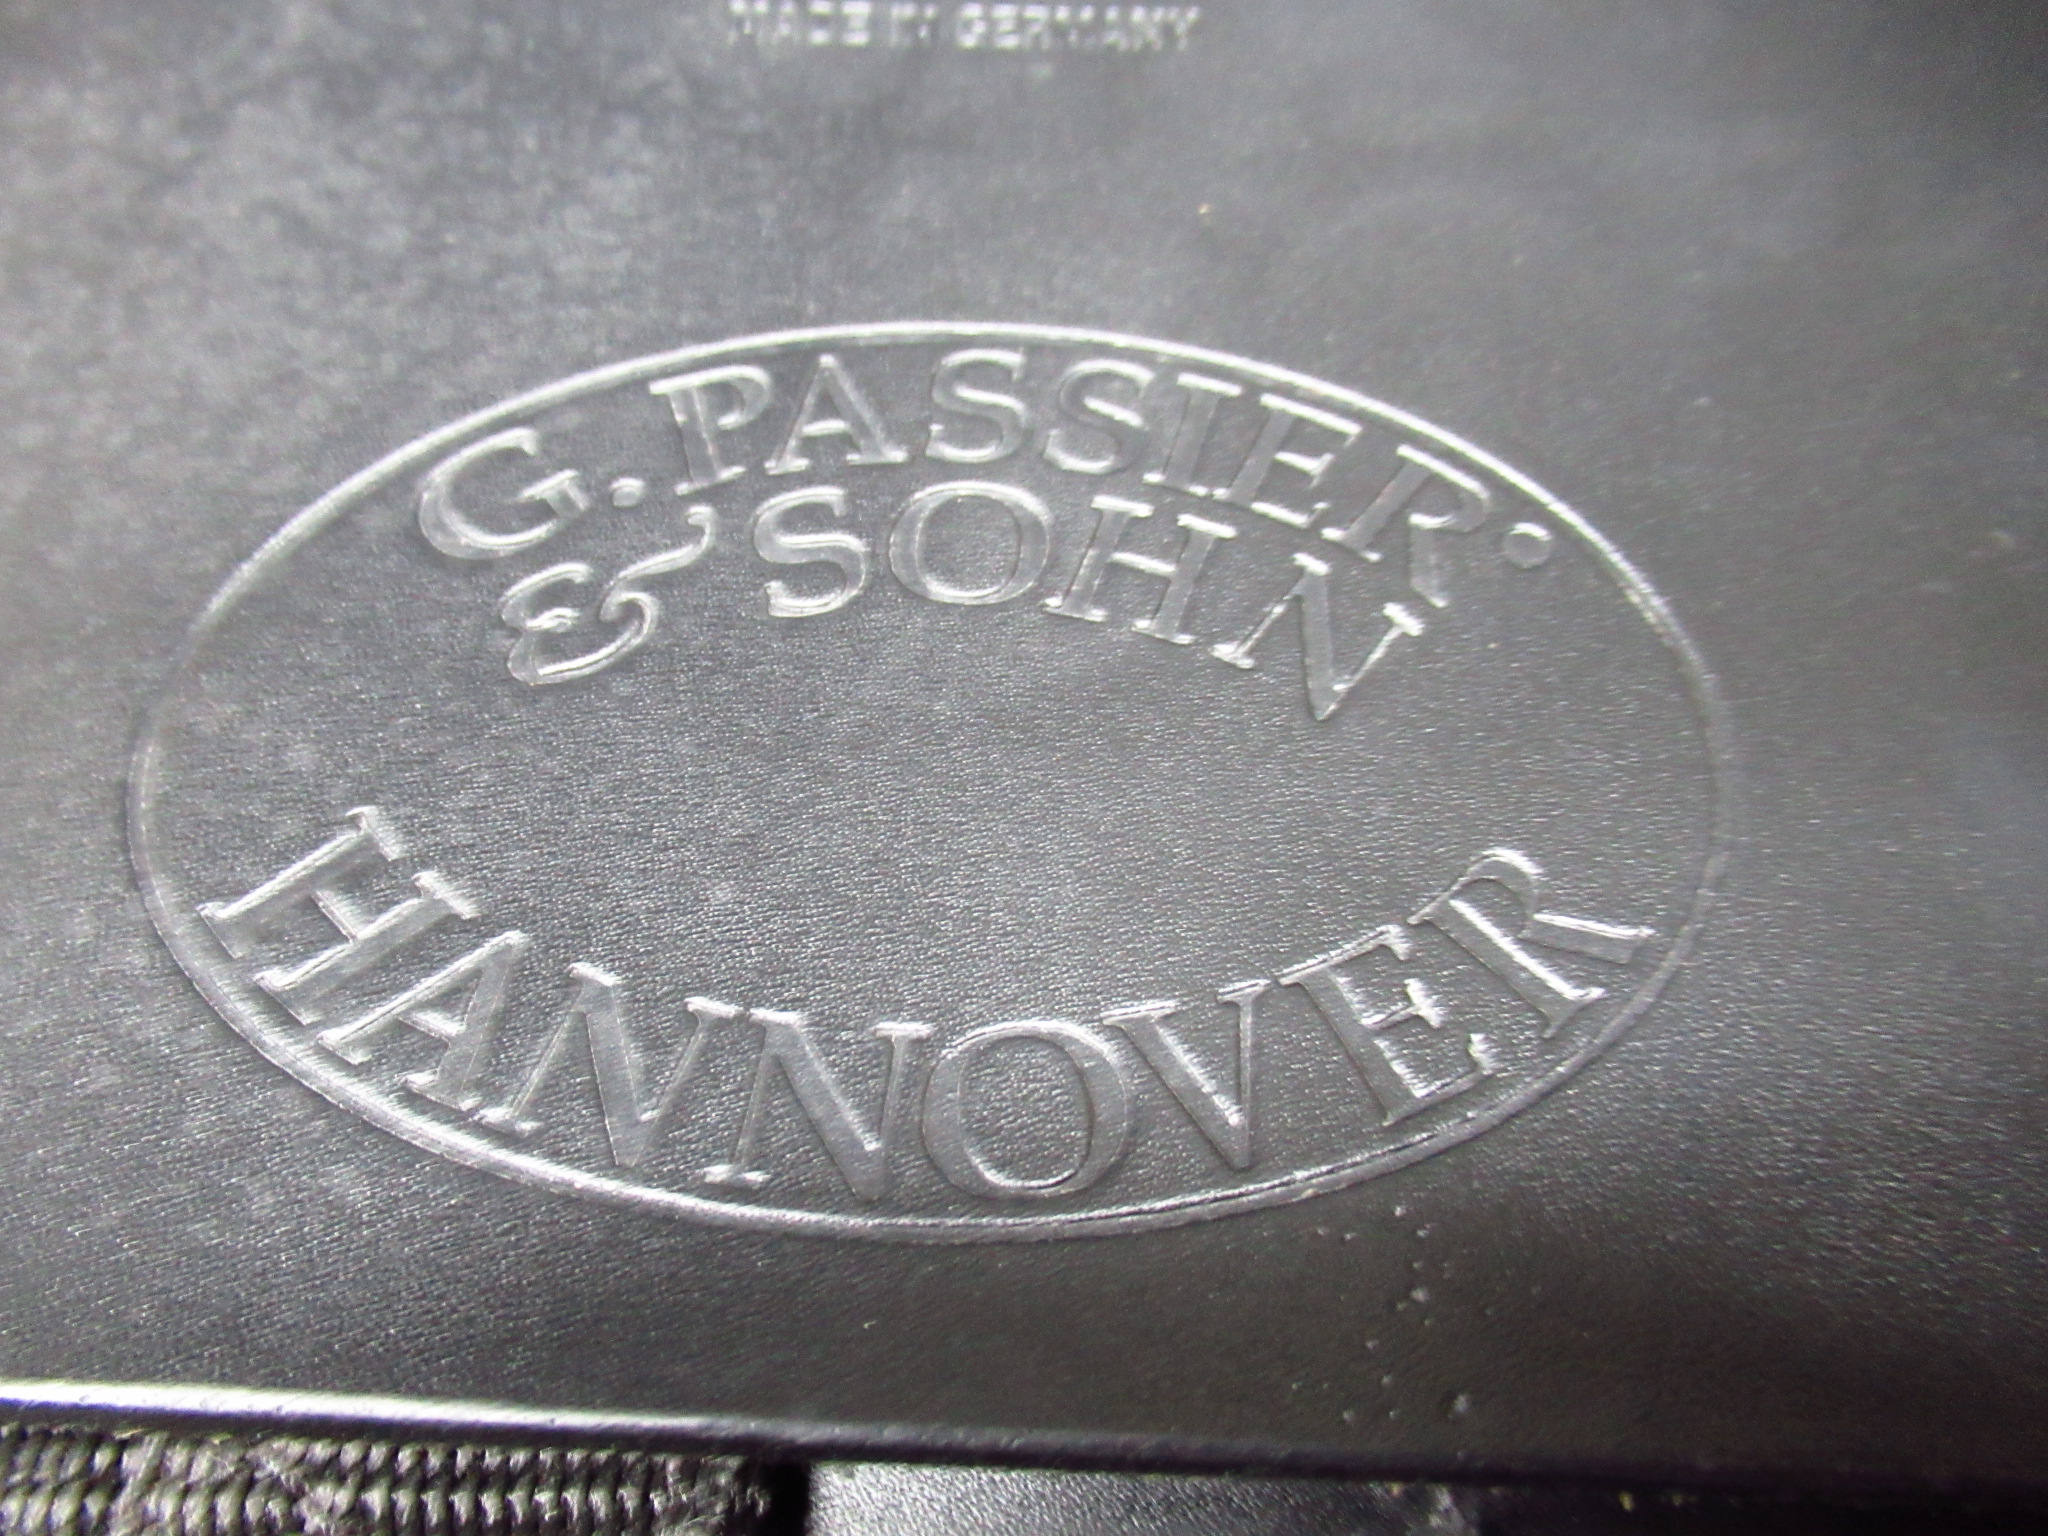 MADE IN GERMANY
G. PASSIER.
& SOHN
HANNOVER